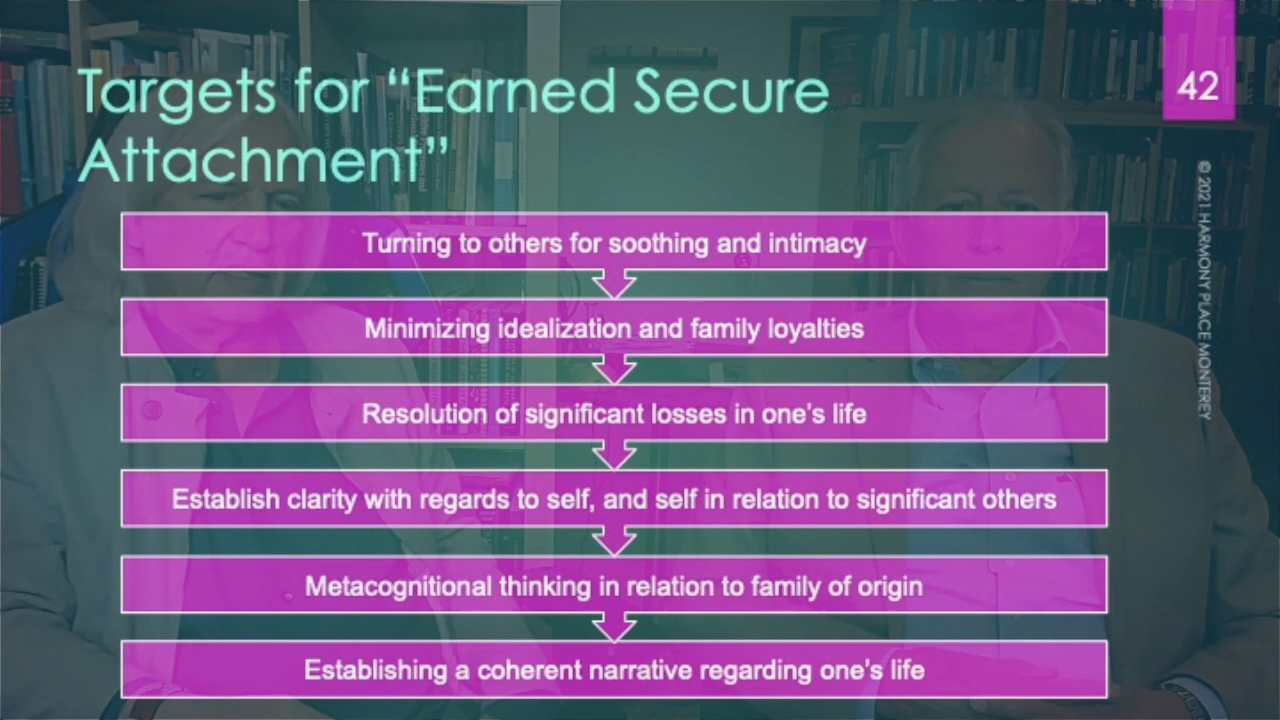 Targets for “Earned Secure
Attachment”
42
© 2021 HARMONY PLACE MONTEREY
Turning to others for soothing and intimacy
Minimizing idealization and family loyalties
Resolution of significant losses in one’s life
Establish clarity with regards to self, and self in relation to significant others
Metacognitional thinking in relation to family of origin
Establishing a coherent narrative regarding one’s life